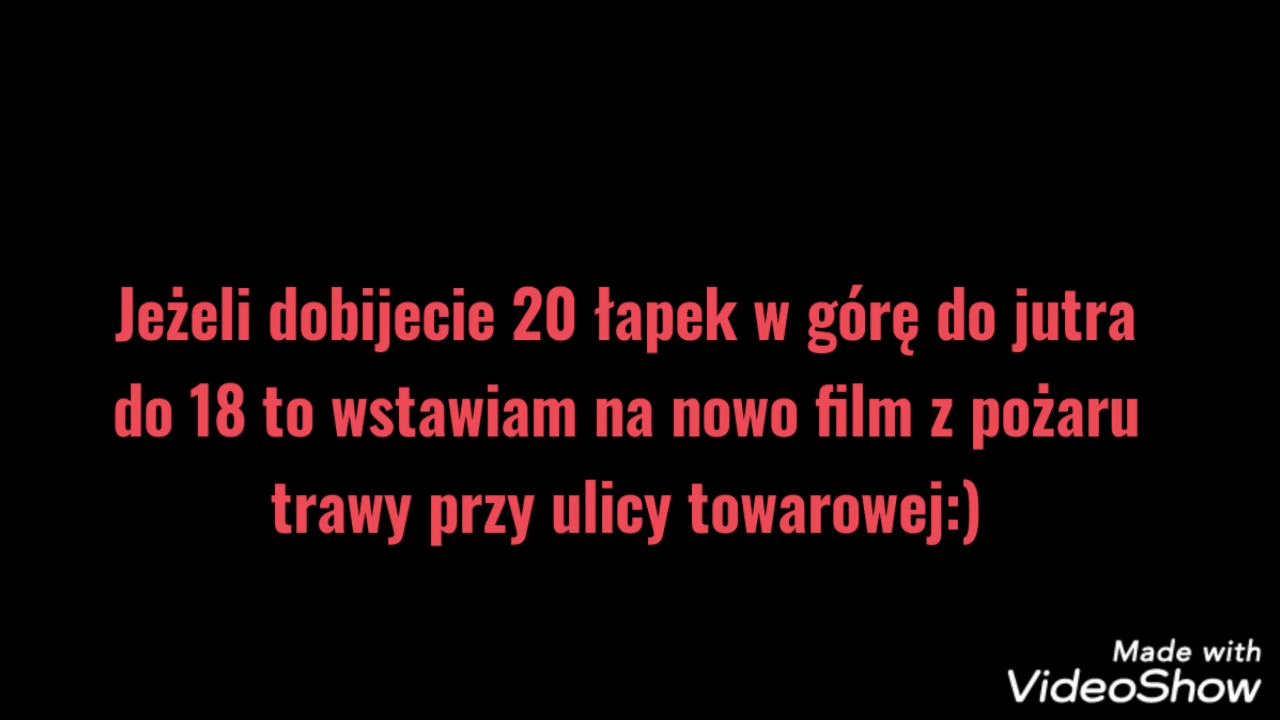 Jeżeli dobijecie 20 łapek w górę do jutra
do 18 to wstawiam na nowo film z pożaru
trawy przy ulicy towarowej:)
Made with
VideoShow